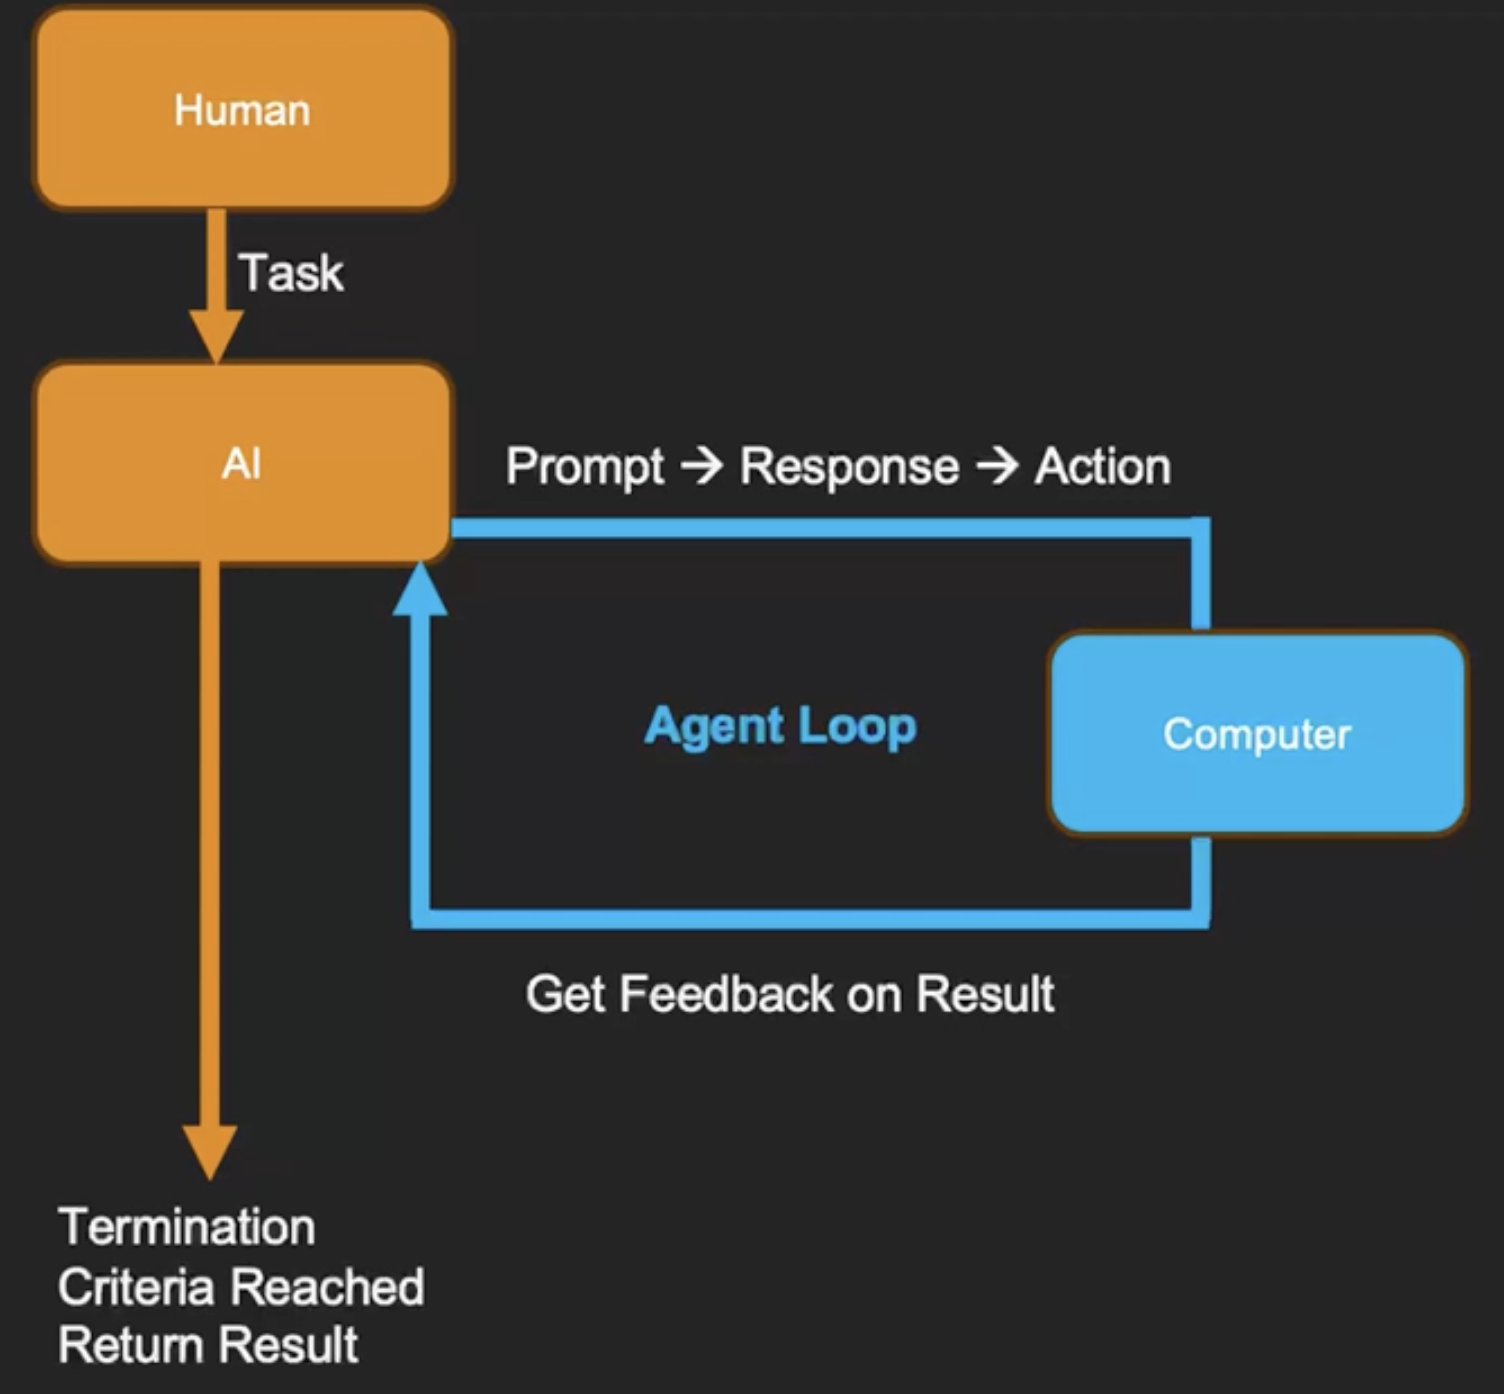 Human
Task
AI
Prompt → Response → Action
Agent Loop
Computer
Get Feedback on Result
Termination
Criteria Reached
Return Result